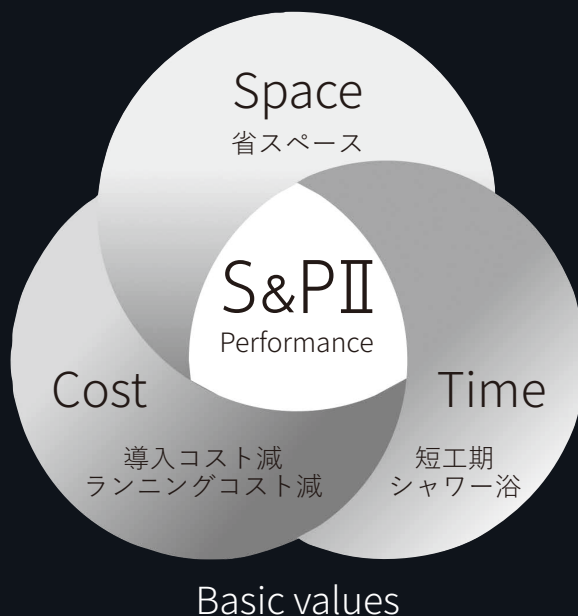 Space
省スペース
S&PⅡ
Performance
Cost
導入コスト減
ランニングコスト減
Time
短工期
シャワー浴
Basic values